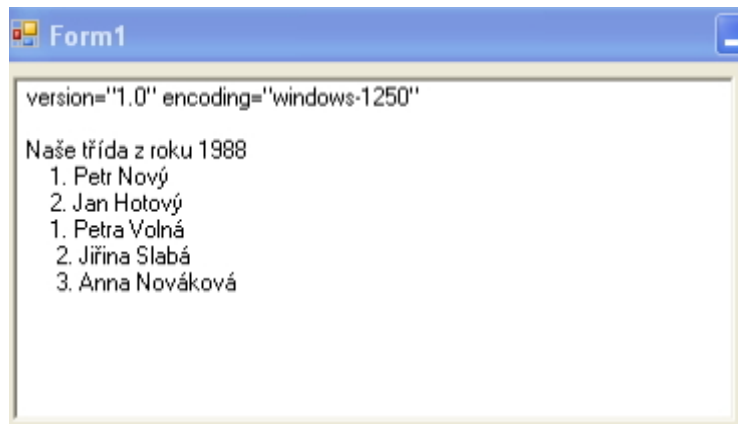 Form1
version="1.0" encoding="windows-1250"
Naše třída z roku 1988
1. Petr Nový
2. Jan Hotový
1. Petra Volná
2. Jiřina Slabá
3. Anna Nováková